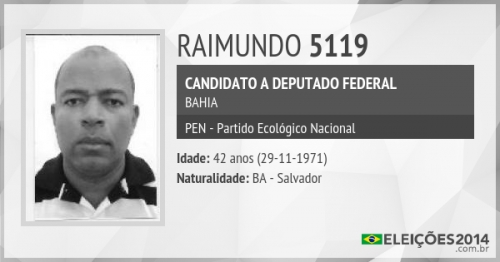 RAIMUNDO 5119
CANDIDATO A DEPUTADO FEDERAL
BAHIA
PEN - Partido Ecológico Nacional
Idade: 42 anos (29-11-1971)
Naturalidade: BA - Salvador
ELEIÇÕES2014
.com.br